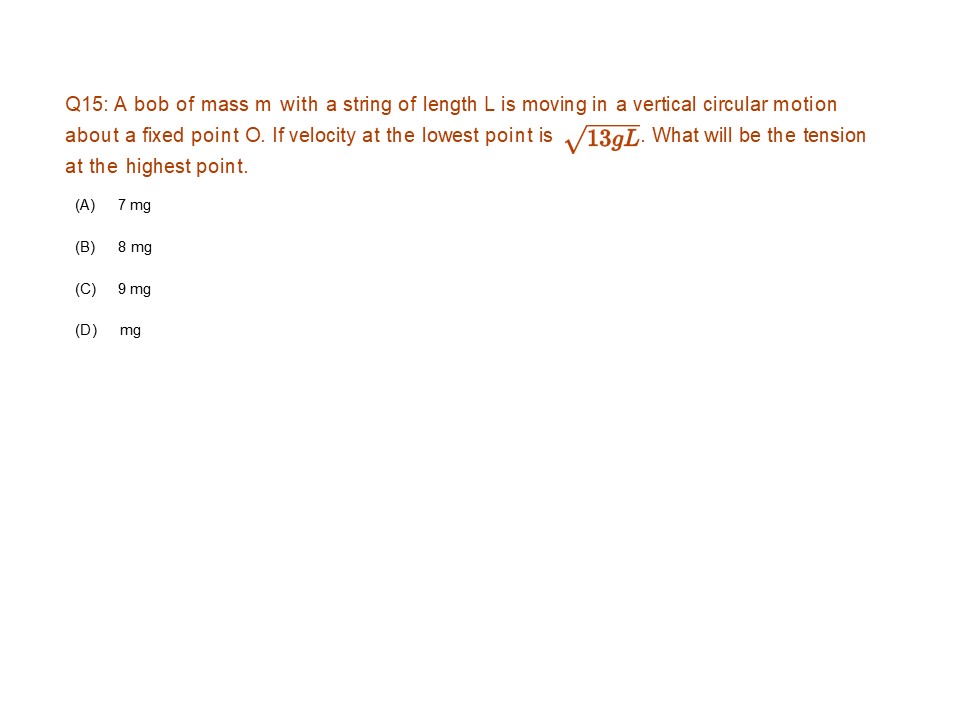 Q15: A bob of mass m with a string of length L is moving in a vertical circular motion
about a fixed point O. If velocity at the lowest point is √13gL. What will be the tension
at the highest point.
(A) 7 mg
(B) 8 mg
(C) 9 mg
(D) mg